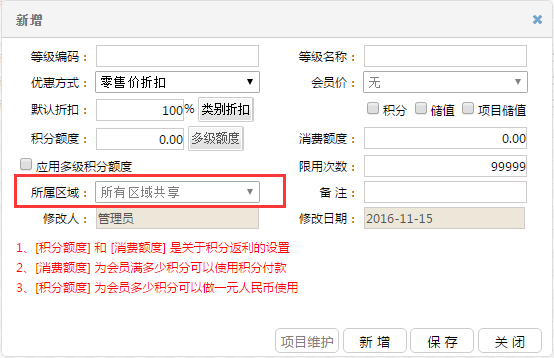 新增
等级编码： 等级名称：
优惠方式： 零售价折扣 会员价： 无
默认折扣： 100% 类别折扣 积分 储值 项目储值
积分额度： 0.00 多级额度 消费额度： 0.00
应用多级积分额度 限用次数： 99999
所属区域： 所有区域共享 备 注：
修改人： 管理员 修改日期： 2016-11-15
1、[积分额度] 和 [消费额度] 是关于积分返利的设置
2、[消费额度] 为会员满多少积分可以使用积分付款
3、[积分额度] 为会员多少积分可以做一元人民币使用
项目维护 新 增 保 存 关 闭